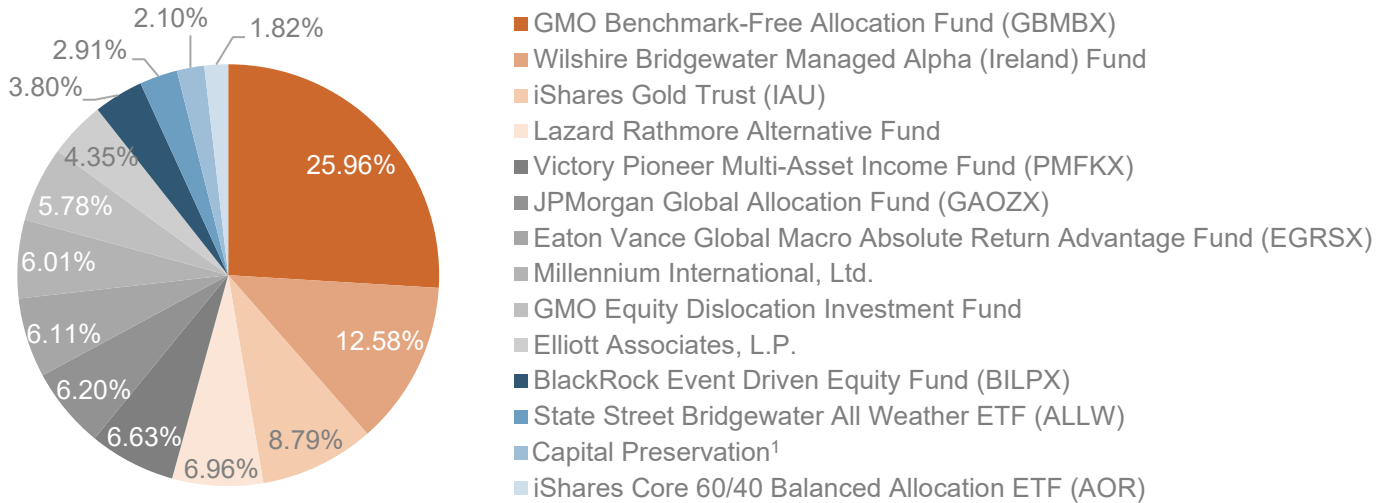 2.10%
1.82%
2.91%
3.80%
4.35%
25.96%
5.78%
6.01%
12.58%
6.11%
6.20%
6.63%
8.79%
6.96%
GMO Benchmark-Free Allocation Fund (GBMBX)
Wilshire Bridgewater Managed Alpha (Ireland) Fund
iShares Gold Trust (IAU)
Lazard Rathmore Alternative Fund
Victory Pioneer Multi-Asset Income Fund (PMFKX)
JPMorgan Global Allocation Fund (GAOZX)
Eaton Vance Global Macro Absolute Return Advantage Fund (EGRSX)
Millennium International, Ltd.
GMO Equity Dislocation Investment Fund
Elliott Associates, L.P.
BlackRock Event Driven Equity Fund (BILPX)
State Street Bridgewater All Weather ETF (ALLW)
Capital Preservation¹
iShares Core 60/40 Balanced Allocation ETF (AOR)